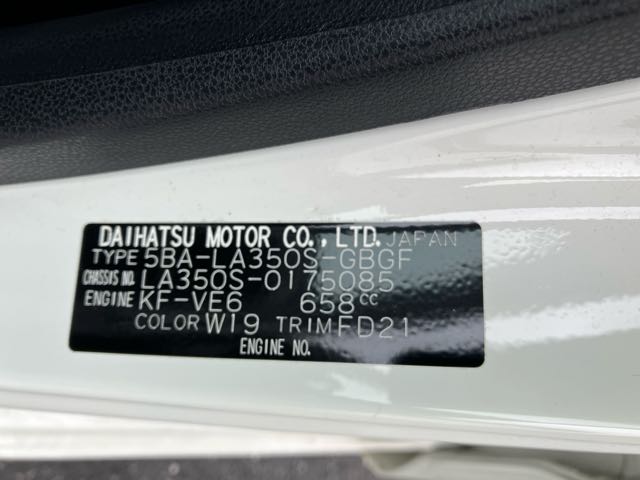 DAIHATSU MOTOR CO., LTD. JAPAN
TYPE 5BA-LA350S-GBGF
CHASSIS NO. LA350S-0175085
ENGINE KF-VE6 658cc
COLOR W19 TRIM FD21
ENGINE NO.